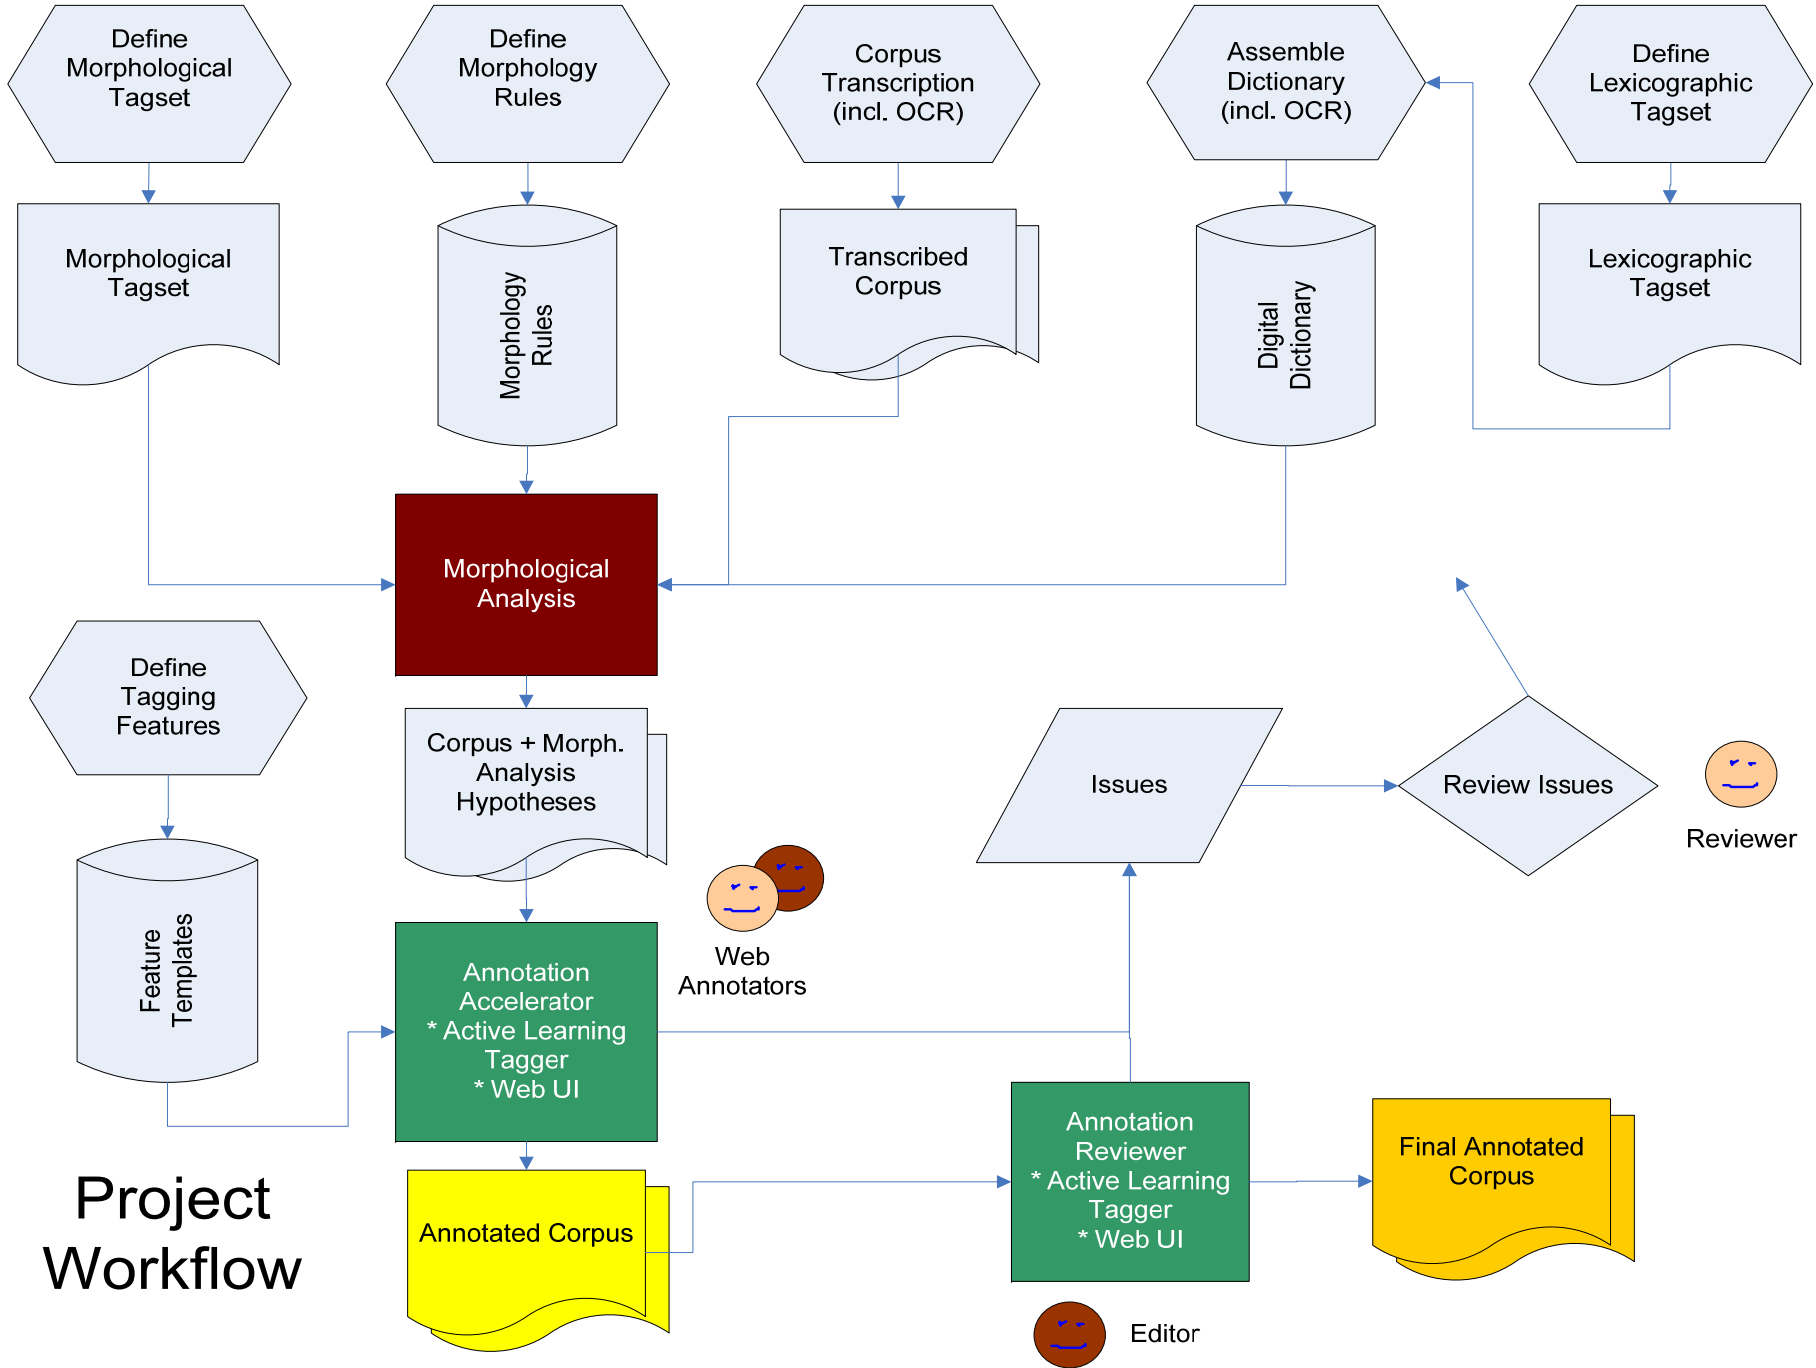 Define
Morphological
Tagset
Define
Morphology
Rules
Corpus
Transcription
(incl. OCR)
Assemble
Dictionary
(incl. OCR)
Define
Lexicographic
Tagset
Morphological
Tagset
Morphology
Rules
Transcribed
Corpus
Digital
Dictionary
Lexicographic
Tagset
Morphological
Analysis
Define
Tagging
Features
Corpus + Morph.
Analysis
Hypotheses
Issues
Review Issues
Reviewer
Feature
Templates
Web
Annotators
Annotation
Accelerator
* Active Learning
Tagger
* Web UI
Annotation
Reviewer
* Active Learning
Tagger
* Web UI
Final Annotated
Corpus
Project
Workflow
Annotated Corpus
Editor